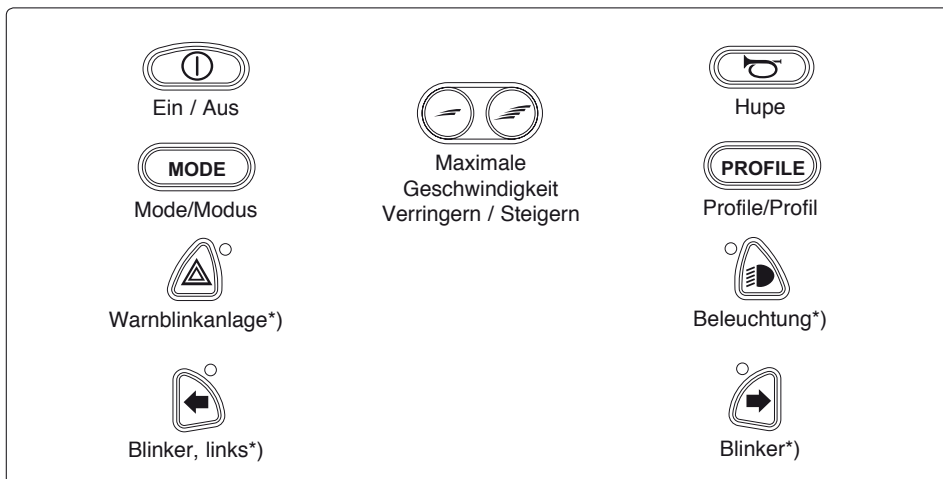 Ein / Aus
Hupe
MODE
Mode/Modus
Maximale
Geschwindigkeit
Verringern / Steigern
PROFILE
Profile/Profil
Warnblinkanlage*)
Beleuchtung*)
Blinker, links*)
Blinker*)